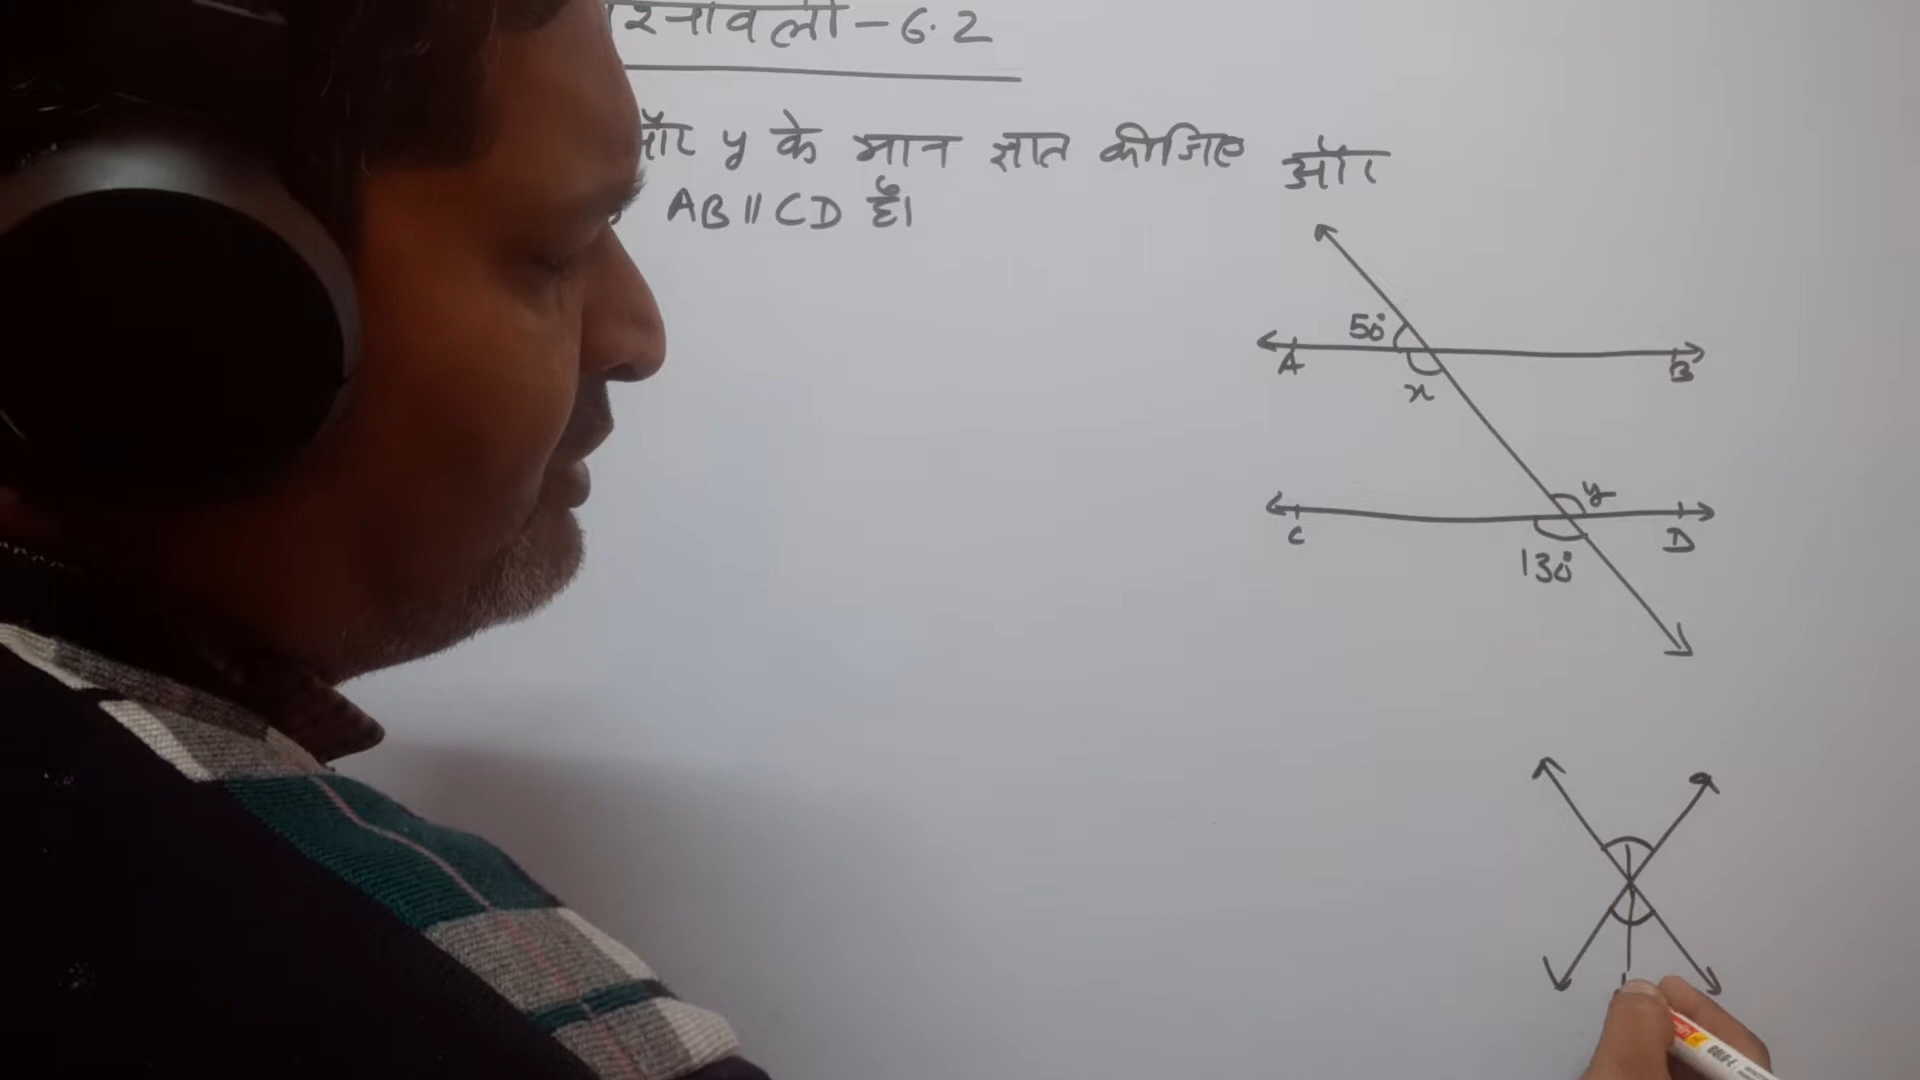 श्नावली - 6.2
और y के मान ज्ञात कीजिए और
AB || CD है।
50°
A B
x
y
C D
130°